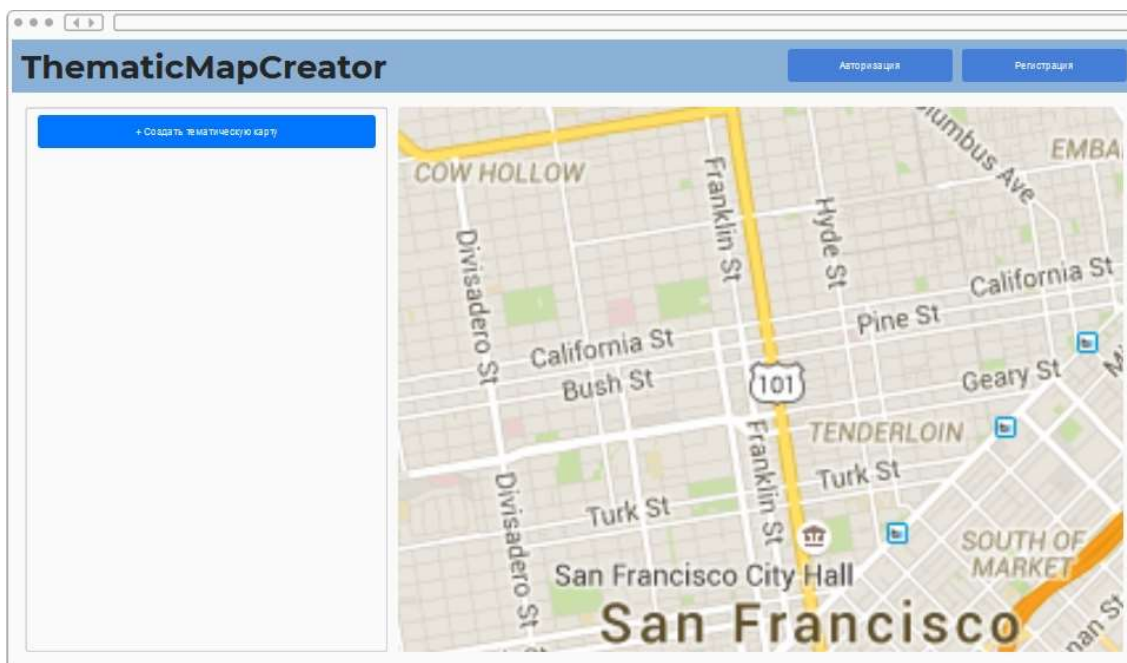 ThematicMapCreator
Авторизация
Регистрация
+ Создать тематическую карту
COW HOLLOW
Franklin St
Hyde St
Columbus Ave
EMBA
Divisadero St
California St
California St
Pine St
Bush St
101
Geary St
TENDERLOIN
Franklin St
Turk St
Divisadero St
Turk St
SOUTH OF
MARKET
San Francisco City Hall
San Francisco